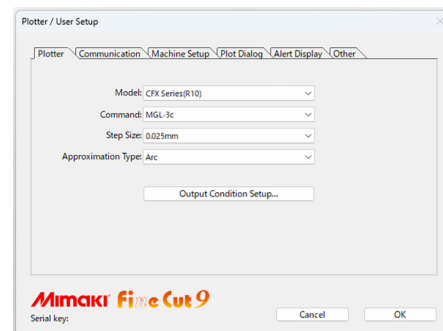 Plotter / User Setup
Plotter Communication Machine Setup Plot Dialog Alert Display Other
Model: CFX Series(R10)
Command: MGL-3c
Step Size: 0.025mm
Approximation Type: Arc
Output Condition Setup...
Mimaki Fine Cut 9
Serial key:
Cancel OK